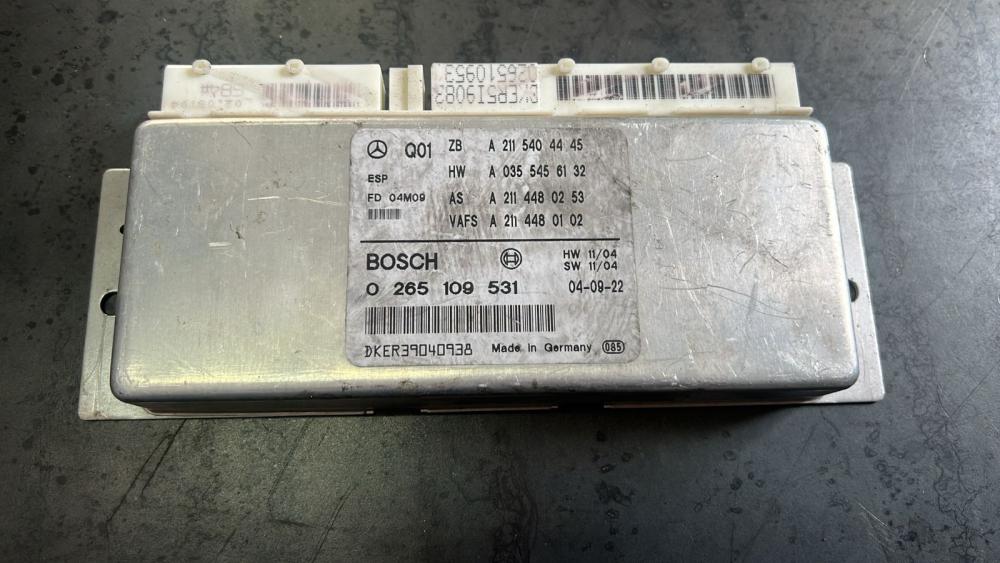 026510953
DKER519083
Q01 ZB A 211 540 44 45
ESP HW A 035 545 61 32
FD 04M09 AS A 211 448 02 53
VAFS A 211 448 01 02
BOSCH HW 11/04
SW 11/04
0 265 109 531 04-09-22
DKER39040938 Made in Germany 085